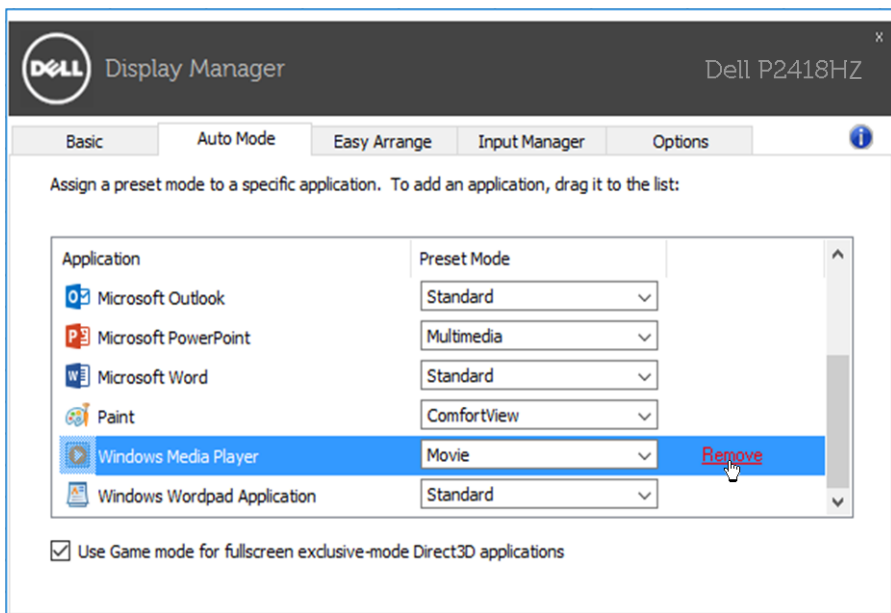 x
DELL Display Manager Dell P2418HZ
Basic Auto Mode Easy Arrange Input Manager Options i
Assign a preset mode to a specific application. To add an application, drag it to the list:
Application Preset Mode
Microsoft Outlook Standard
Microsoft PowerPoint Multimedia
Microsoft Word Standard
Paint ComfortView
Windows Media Player Movie Remove
Windows Wordpad Application Standard
Use Game mode for fullscreen exclusive-mode Direct3D applications